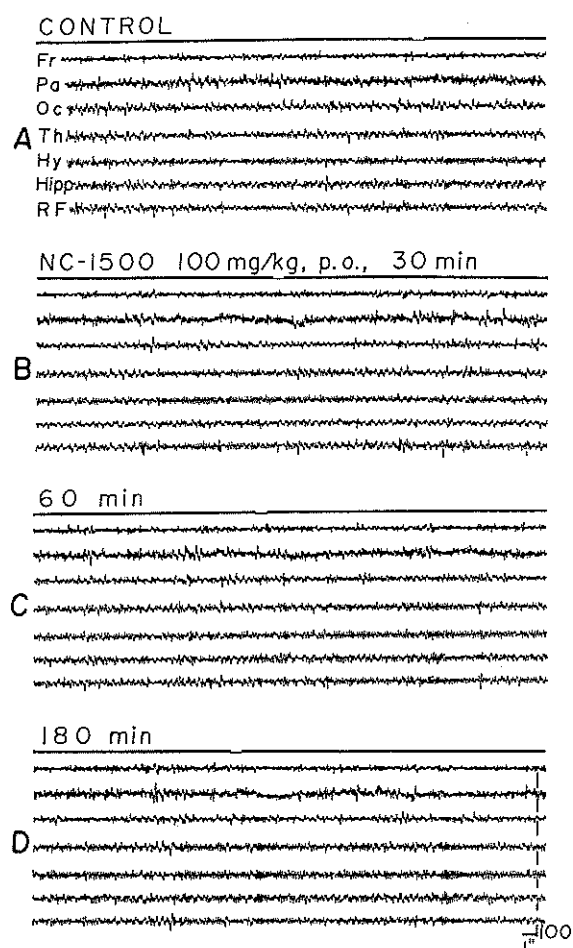 CONTROL
Fr
Pa
Oc
A Th
Hy
Hipp
RF
NC-1500 100 mg/kg, p.o., 30 min
B
60 min
C
180 min
D
100
1"